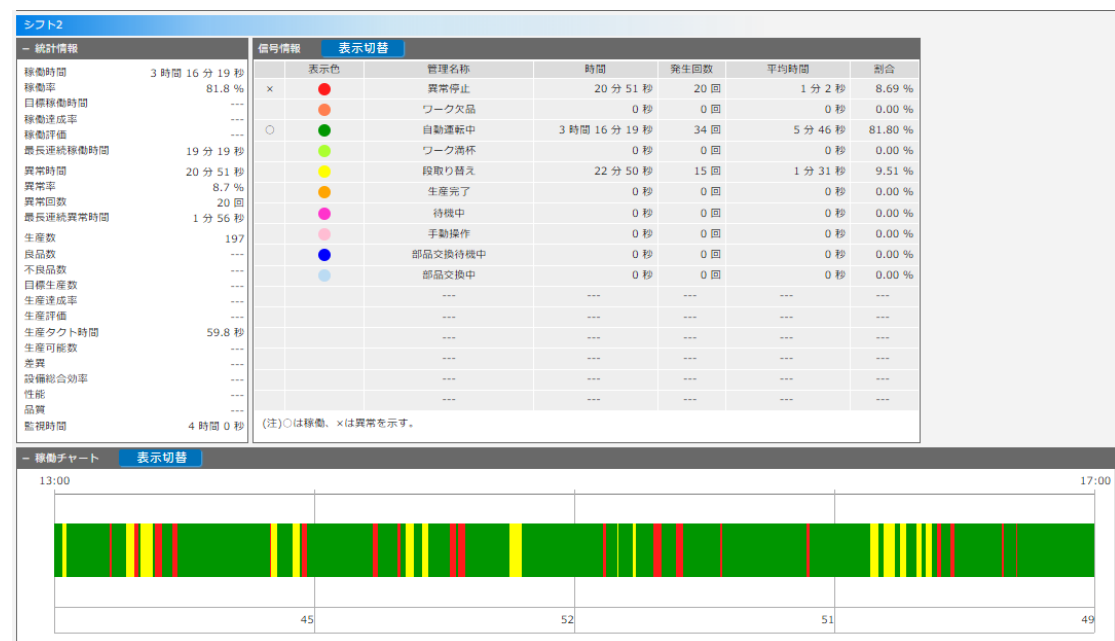 シフト2
− 統計情報
稼働時間 3 時間 16 分 19 秒
稼働率 81.8 %
目標稼働時間 ---
稼働達成率 ---
稼働評価 ---
最長連続稼働時間 19 分 19 秒
異常時間 20 分 51 秒
異常率 8.7 %
異常回数 20 回
最長連続異常時間 1 分 56 秒
生産数 197
良品数 ---
不良品数 ---
目標生産数 ---
生産達成率 ---
生産評価 ---
生産タクト時間 59.8 秒
生産可能数 ---
差異 ---
設備総合効率 ---
性能 ---
品質 ---
監視時間 4 時間 0 秒
信号情報 表示切替
表示色 管理名称 時間 発生回数 平均時間 割合
× 異常停止 20 分 51 秒 20 回 1 分 2 秒 8.69 %
ワーク欠品 0 秒 0 回 0 秒 0.00 %
○ 自動運転中 3 時間 16 分 19 秒 34 回 5 分 46 秒 81.80 %
ワーク満杯 0 秒 0 回 0 秒 0.00 %
段取り替え 22 分 50 秒 15 回 1 分 31 秒 9.51 %
生産完了 0 秒 0 回 0 秒 0.00 %
待機中 0 秒 0 回 0 秒 0.00 %
手動操作 0 秒 0 回 0 秒 0.00 %
部品交換待機中 0 秒 0 回 0 秒 0.00 %
部品交換中 0 秒 0 回 0 秒 0.00 %
--- --- --- --- ---
--- --- --- --- ---
--- --- --- --- ---
--- --- --- --- ---
--- --- --- --- ---
--- --- --- --- ---
(注)○は稼働、×は異常を示す。
− 稼働チャート 表示切替
13:00 17:00
45 52 51 49